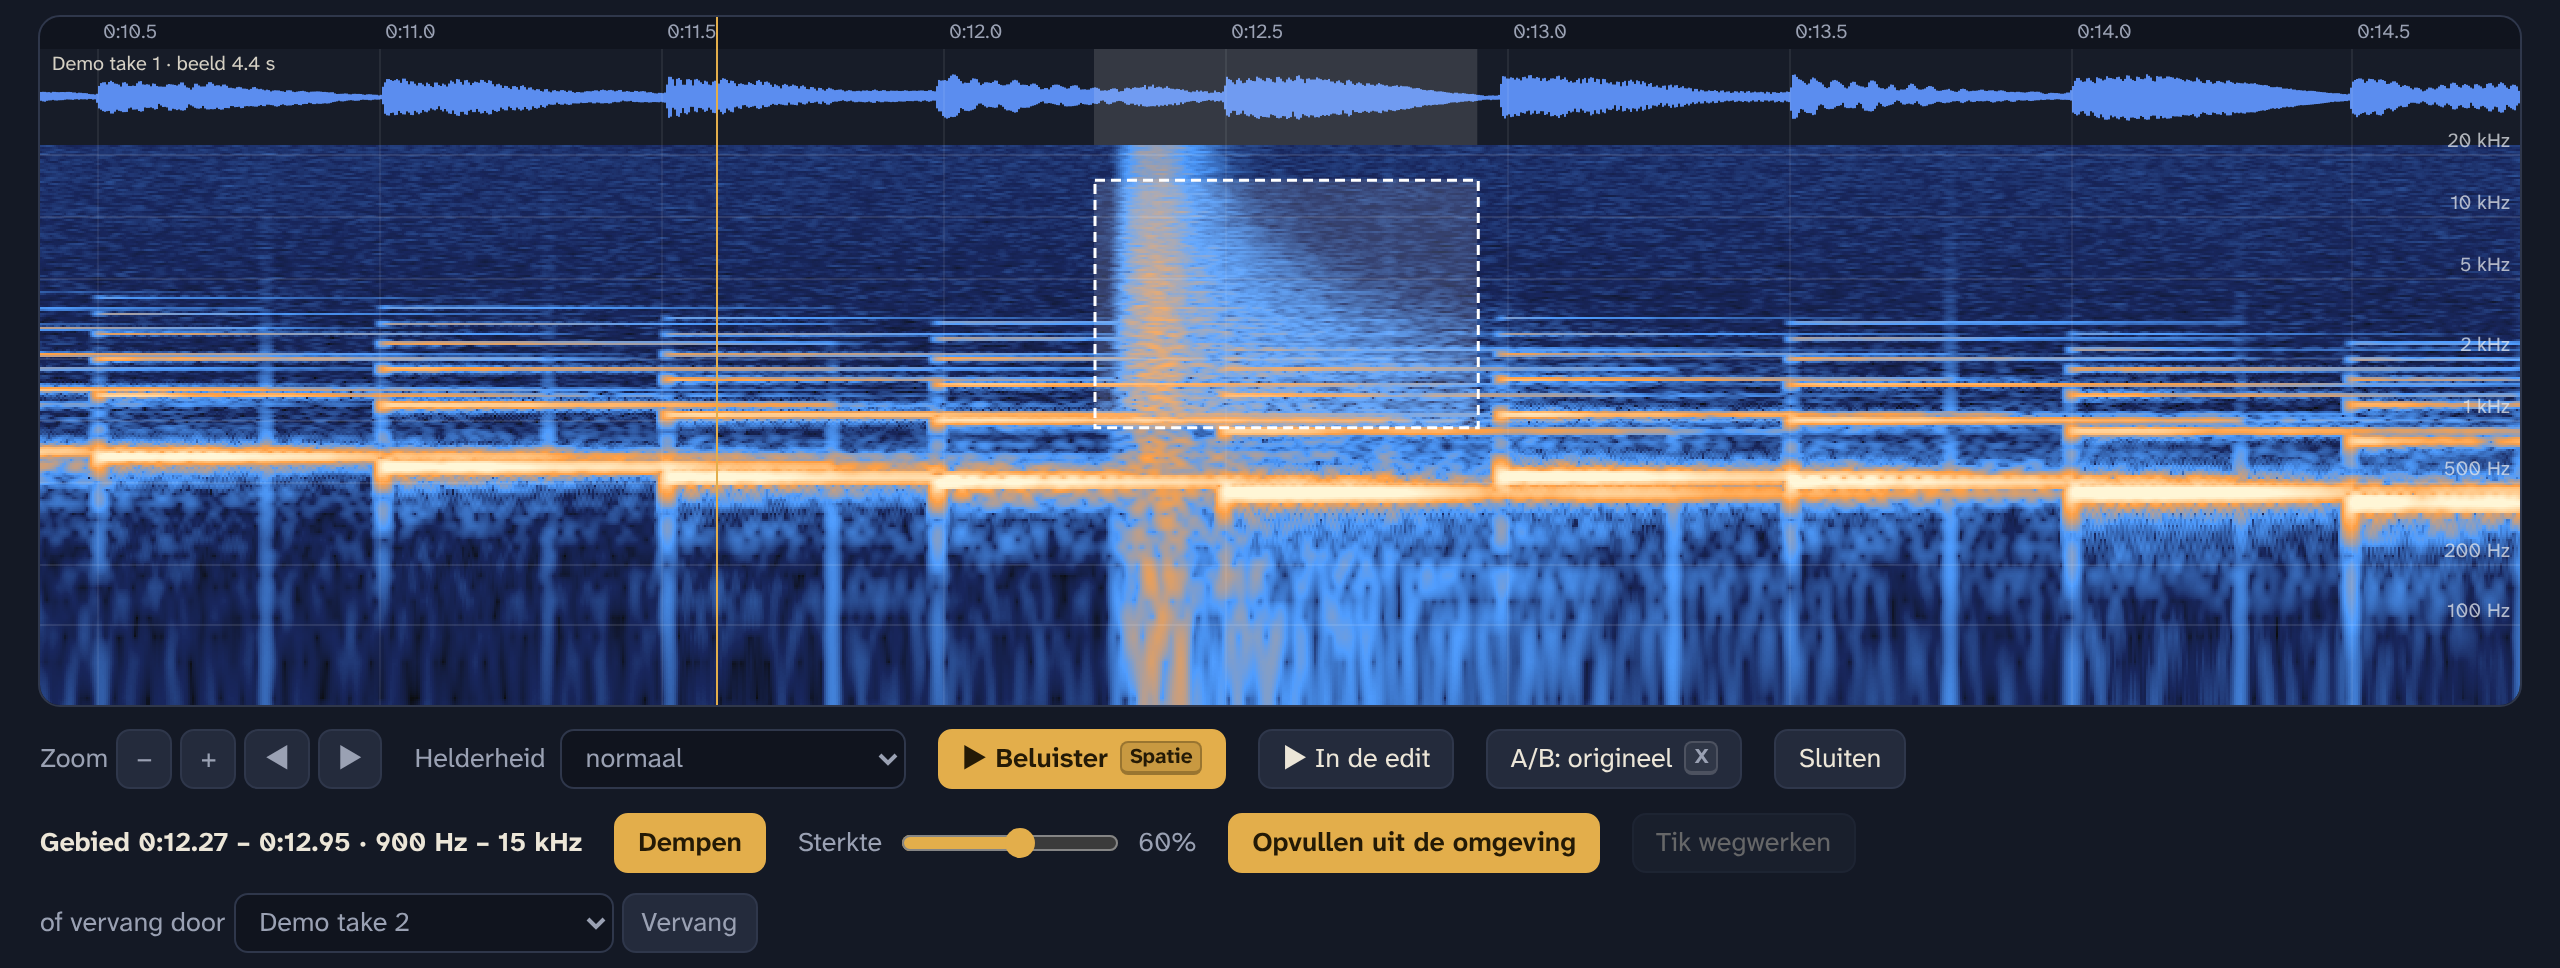 0:10.5 0:11.0 0:11.5 0:12.0 0:12.5 0:13.0 0:13.5 0:14.0 0:14.5
Demo take 1 · beeld 4.4 s
20 kHz
10 kHz
5 kHz
2 kHz
1 kHz
500 Hz
200 Hz
100 Hz
Zoom − + ◀ ▶ Helderheid normaal ▶ Beluister Spatie ▶ In de edit A/B: origineel X Sluiten
Gebied 0:12.27 – 0:12.95 · 900 Hz – 15 kHz Dempen Sterkte 60% Opvullen uit de omgeving Tik wegwerken
of vervang door Demo take 2 Vervang